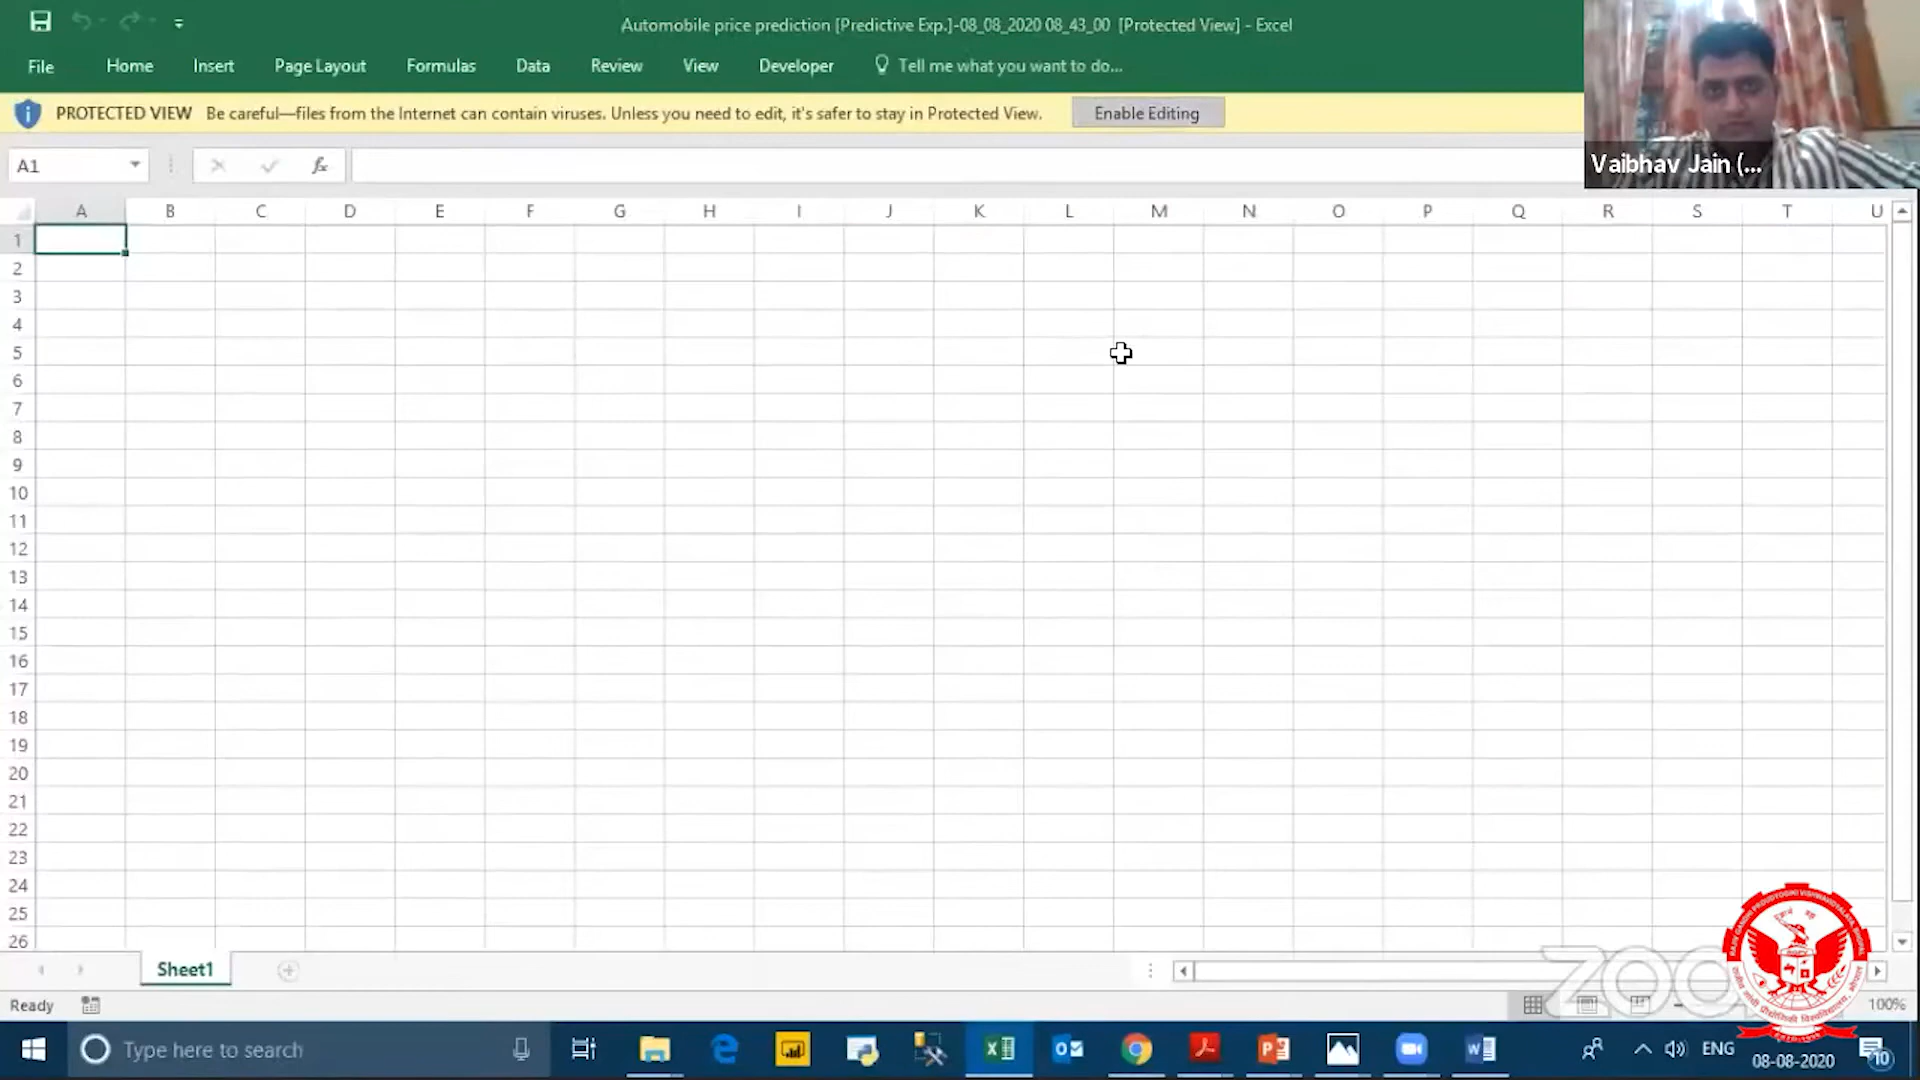 Automobile price prediction [Predictive Exp.]-08_08_2020 08_43_00 [Protected View] - Excel
File Home Insert Page Layout Formulas Data Review View Developer Tell me what you want to do...
PROTECTED VIEW Be careful—files from the Internet can contain viruses. Unless you need to edit, it's safer to stay in Protected View. Enable Editing
Vaibhav Jain (...
A1 fx
A B C D E F G H I J K L M N O P Q R S T U
1
2
3
4
5
6
7
8
9
10
11
12
13
14
15
16
17
18
19
20
21
22
23
24
25
26
Sheet1
Ready 100%
Type here to search ENG 08-08-2020 10